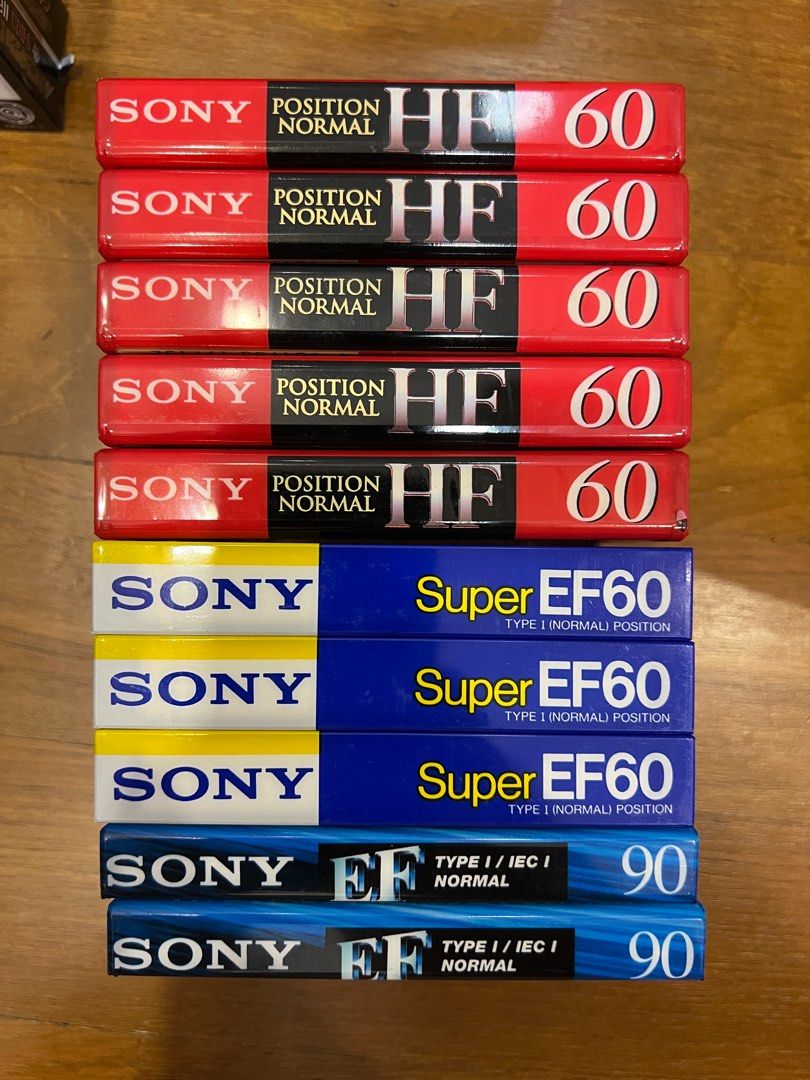 SONY POSITION NORMAL HF 60
SONY POSITION NORMAL HF 60
SONY POSITION NORMAL HF 60
SONY POSITION NORMAL HF 60
SONY POSITION NORMAL HF 60
SONY Super EF60
TYPE I (NORMAL) POSITION
SONY Super EF60
TYPE I (NORMAL) POSITION
SONY Super EF60
TYPE I (NORMAL) POSITION
SONY EF TYPE I / IEC I NORMAL 90
SONY EF TYPE I / IEC I NORMAL 90